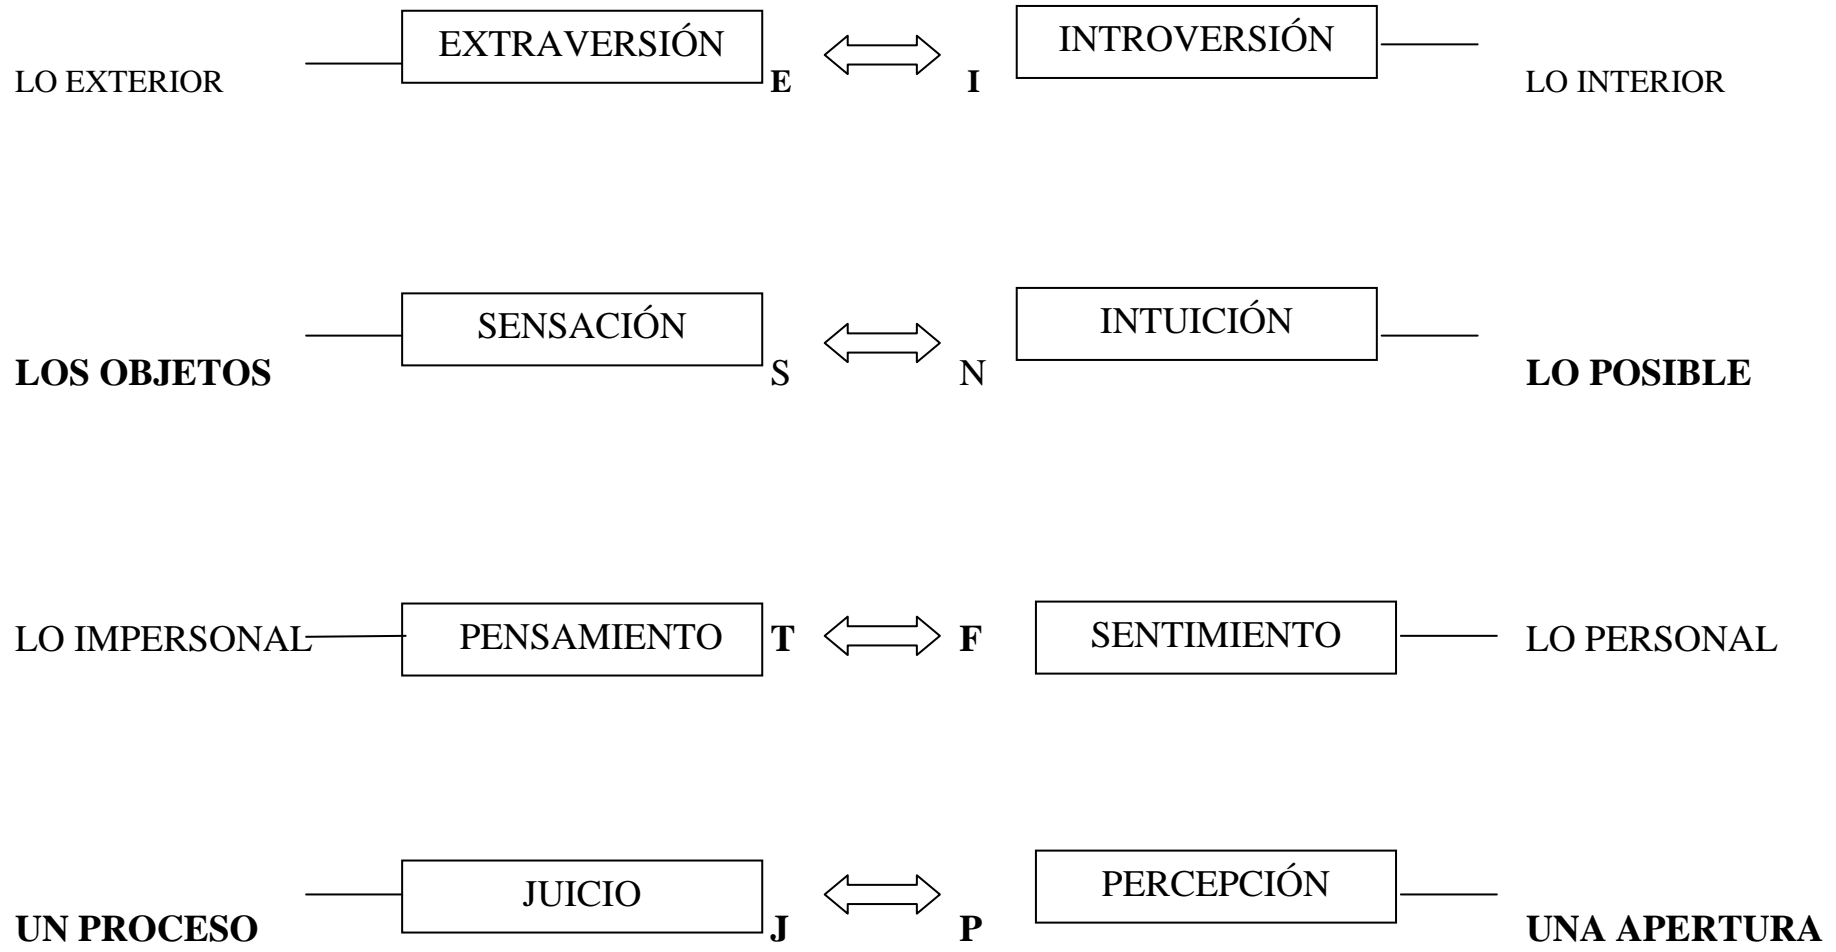 EXTRAVERSIÓN INTROVERSIÓN
LO EXTERIOR E I LO INTERIOR
SENSACIÓN INTUICIÓN
LOS OBJETOS S N LO POSIBLE
LO IMPERSONAL PENSAMIENTO T F SENTIMIENTO LO PERSONAL
JUICIO PERCEPCIÓN
UN PROCESO J P UNA APERTURA